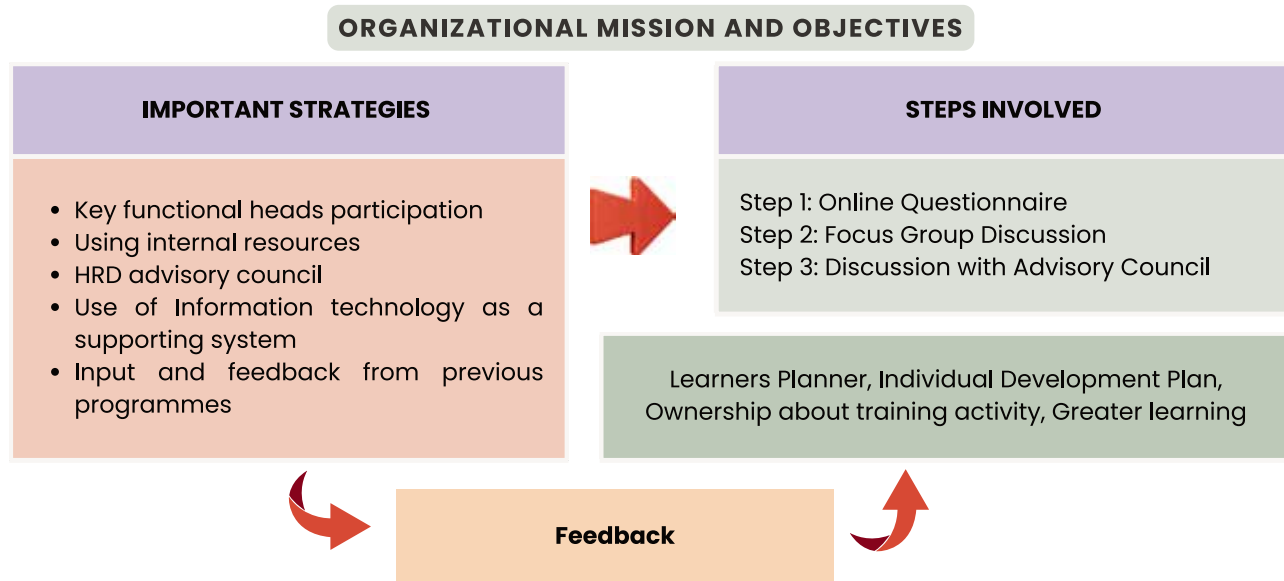 ORGANIZATIONAL MISSION AND OBJECTIVES
IMPORTANT STRATEGIES
• Key functional heads participation
• Using internal resources
• HRD advisory council
• Use of Information technology as a
supporting system
• Input and feedback from previous
programmes
STEPS INVOLVED
Step 1: Online Questionnaire
Step 2: Focus Group Discussion
Step 3: Discussion with Advisory Council
Learners Planner, Individual Development Plan,
Ownership about training activity, Greater learning
Feedback